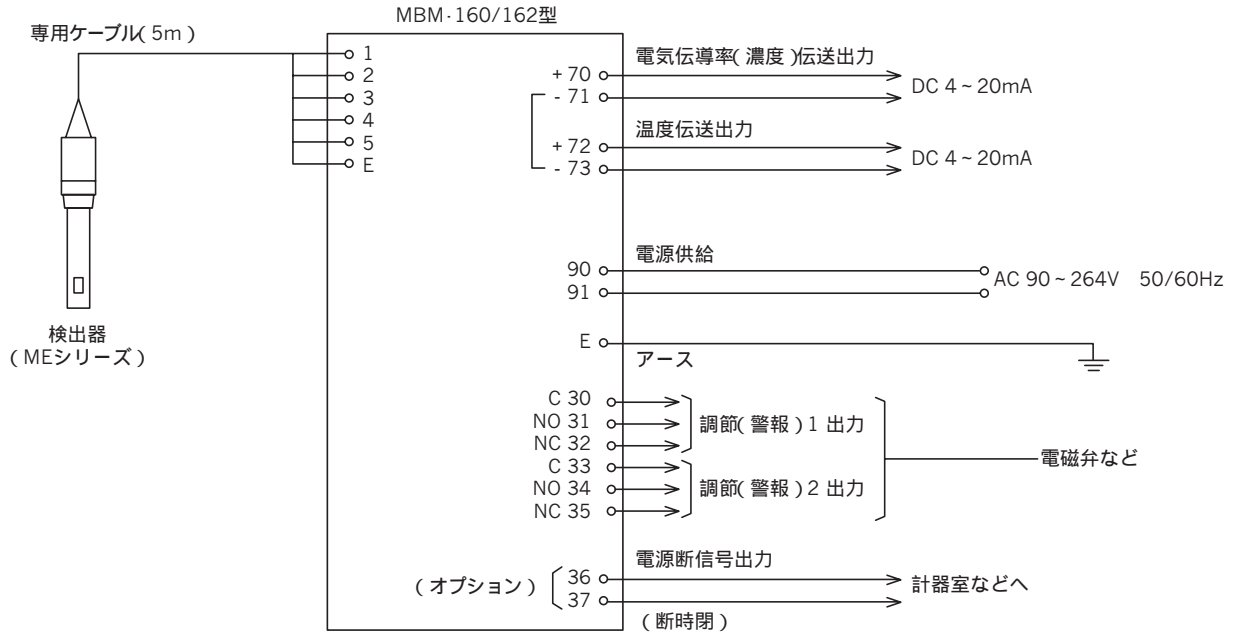 MBM·160/162型
専用ケーブル( 5m )
1
2
3
4
5
E
+ 70
- 71
+ 72
- 73
電気伝導率( 濃度 )伝送出力
DC 4 ~ 20mA
温度伝送出力
DC 4 ~ 20mA
検出器
( MEシリーズ )
電源供給
90
91
AC 90 ~ 264V 50/60Hz
E
アース
C 30
NO 31
NC 32
調節( 警報 ) 1 出力
C 33
NO 34
NC 35
調節( 警報 ) 2 出力
電磁弁など
電源断信号出力
( オプション )
36
37
計器室などへ
( 断時閉 )